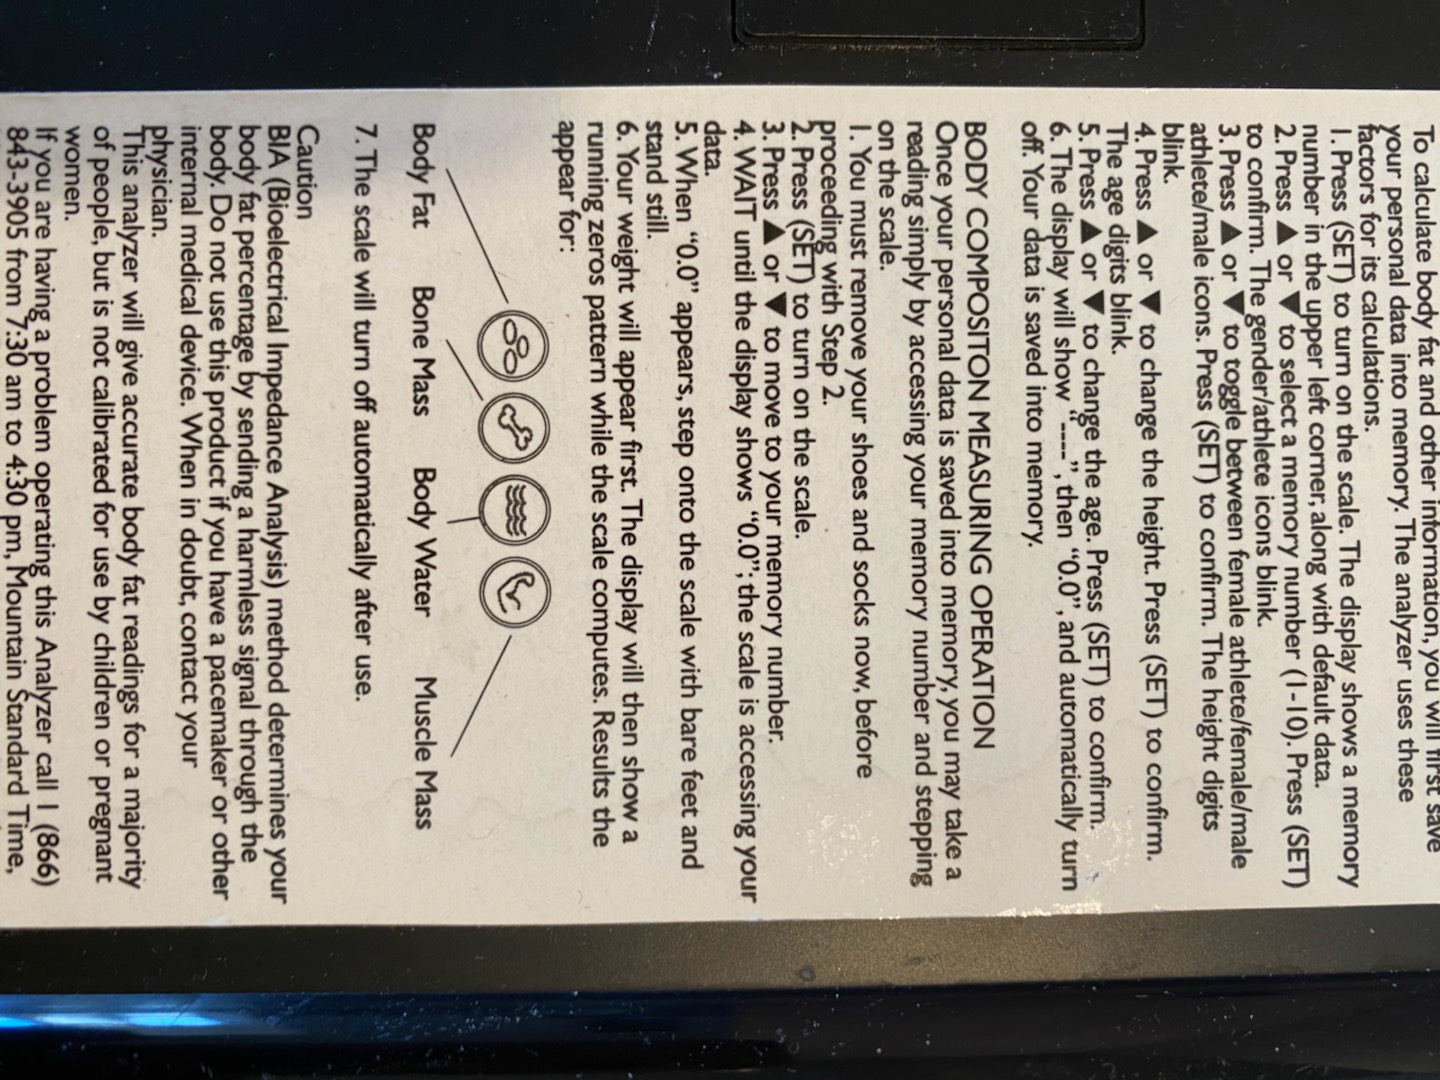 To calculate body fat and other information, you will first save
your personal data into memory. The analyzer uses these
factors for its calculations.
1. Press (SET) to turn on the scale. The display shows a memory
number in the upper left corner, along with default data.
2. Press ▲ or ▼ to select a memory number (1-10). Press (SET)
to confirm. The gender/athlete icons blink.
3. Press ▲ or ▼ to toggle between female athlete/female/male
athlete/male icons. Press (SET) to confirm. The height digits
blink.
4. Press ▲ or ▼ to change the height. Press (SET) to confirm.
The age digits blink.
5. Press ▲ or ▼ to change the age. Press (SET) to confirm.
6. The display will show “----”, then “0.0”, and automatically turn
off. Your data is saved into memory.
BODY COMPOSITON MEASURING OPERATION
Once your personal data is saved into memory, you may take a
reading simply by accessing your memory number and stepping
on the scale.
1. You must remove your shoes and socks now, before
proceeding with Step 2.
2. Press (SET) to turn on the scale.
3. Press ▲ or ▼ to move to your memory number.
4. WAIT until the display shows “0.0”; the scale is accessing your
data.
5. When “0.0” appears, step onto the scale with bare feet and
stand still.
6. Your weight will appear first. The display will then show a
running zeros pattern while the scale computes. Results the
appear for:
Body Fat Bone Mass Body Water Muscle Mass
7. The scale will turn off automatically after use.
Caution
BIA (Bioelectrical Impedance Analysis) method determines your
body fat percentage by sending a harmless signal through the
body. Do not use this product if you have a pacemaker or other
internal medical device. When in doubt, contact your
physician.
This analyzer will give accurate body fat readings for a majority
of people, but is not calibrated for use by children or pregnant
women.
If you are having a problem operating this Analyzer call 1 (866)
843-3905 from 7:30 am to 4:30 pm, Mountain Standard Time,